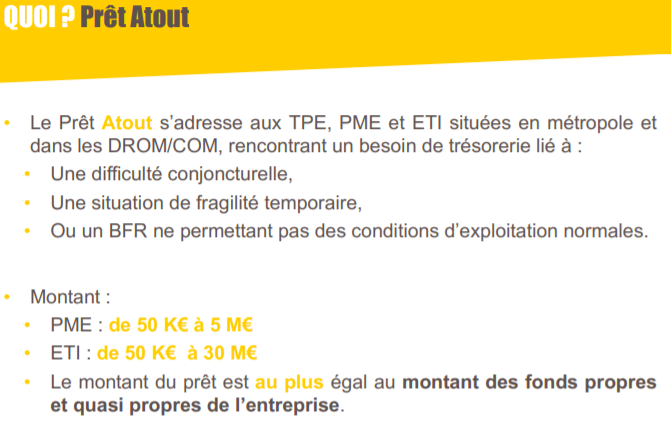 QUOI ? Prêt Atout
• Le Prêt Atout s'adresse aux TPE, PME et ETI situées en métropole et
dans les DROM/COM, rencontrant un besoin de trésorerie lié à :
• Une difficulté conjoncturelle,
• Une situation de fragilité temporaire,
• Ou un BFR ne permettant pas des conditions d'exploitation normales.
• Montant :
• PME : de 50 K€ à 5 M€
• ETI : de 50 K€ à 30 M€
• Le montant du prêt est au plus égal au montant des fonds propres
et quasi propres de l'entreprise.